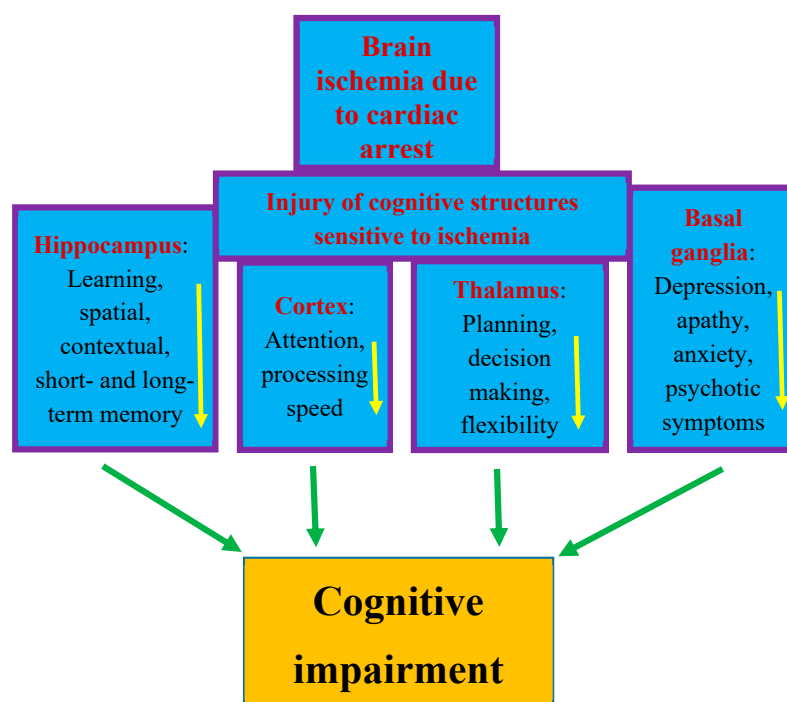 Brain
ischemia due
to cardiac
arrest
Injury of cognitive structures
sensitive to ischemia
Hippocampus:
Learning,
spatial,
contextual,
short- and long-
term memory
Cortex:
Attention,
processing
speed
Thalamus:
Planning,
decision
making,
flexibility
Basal
ganglia:
Depression,
apathy,
anxiety,
psychotic
symptoms
Cognitive
impairment